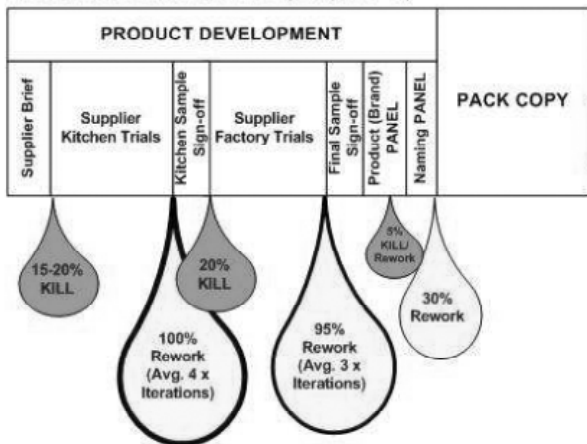 PRODUCT DEVELOPMENT
PACK COPY
Supplier Brief
Supplier
Kitchen Trials
Kitchen Sample
Sign-off
Supplier
Factory Trials
Final Sample
Sign-off
Product (Brand)
PANEL
Naming PANEL
15-20%
KILL
100%
Rework
(Avg. 4 x
Iterations)
20%
KILL
95%
Rework
(Avg. 3 x
Iterations)
5%
KILL/
Rework
30%
Rework